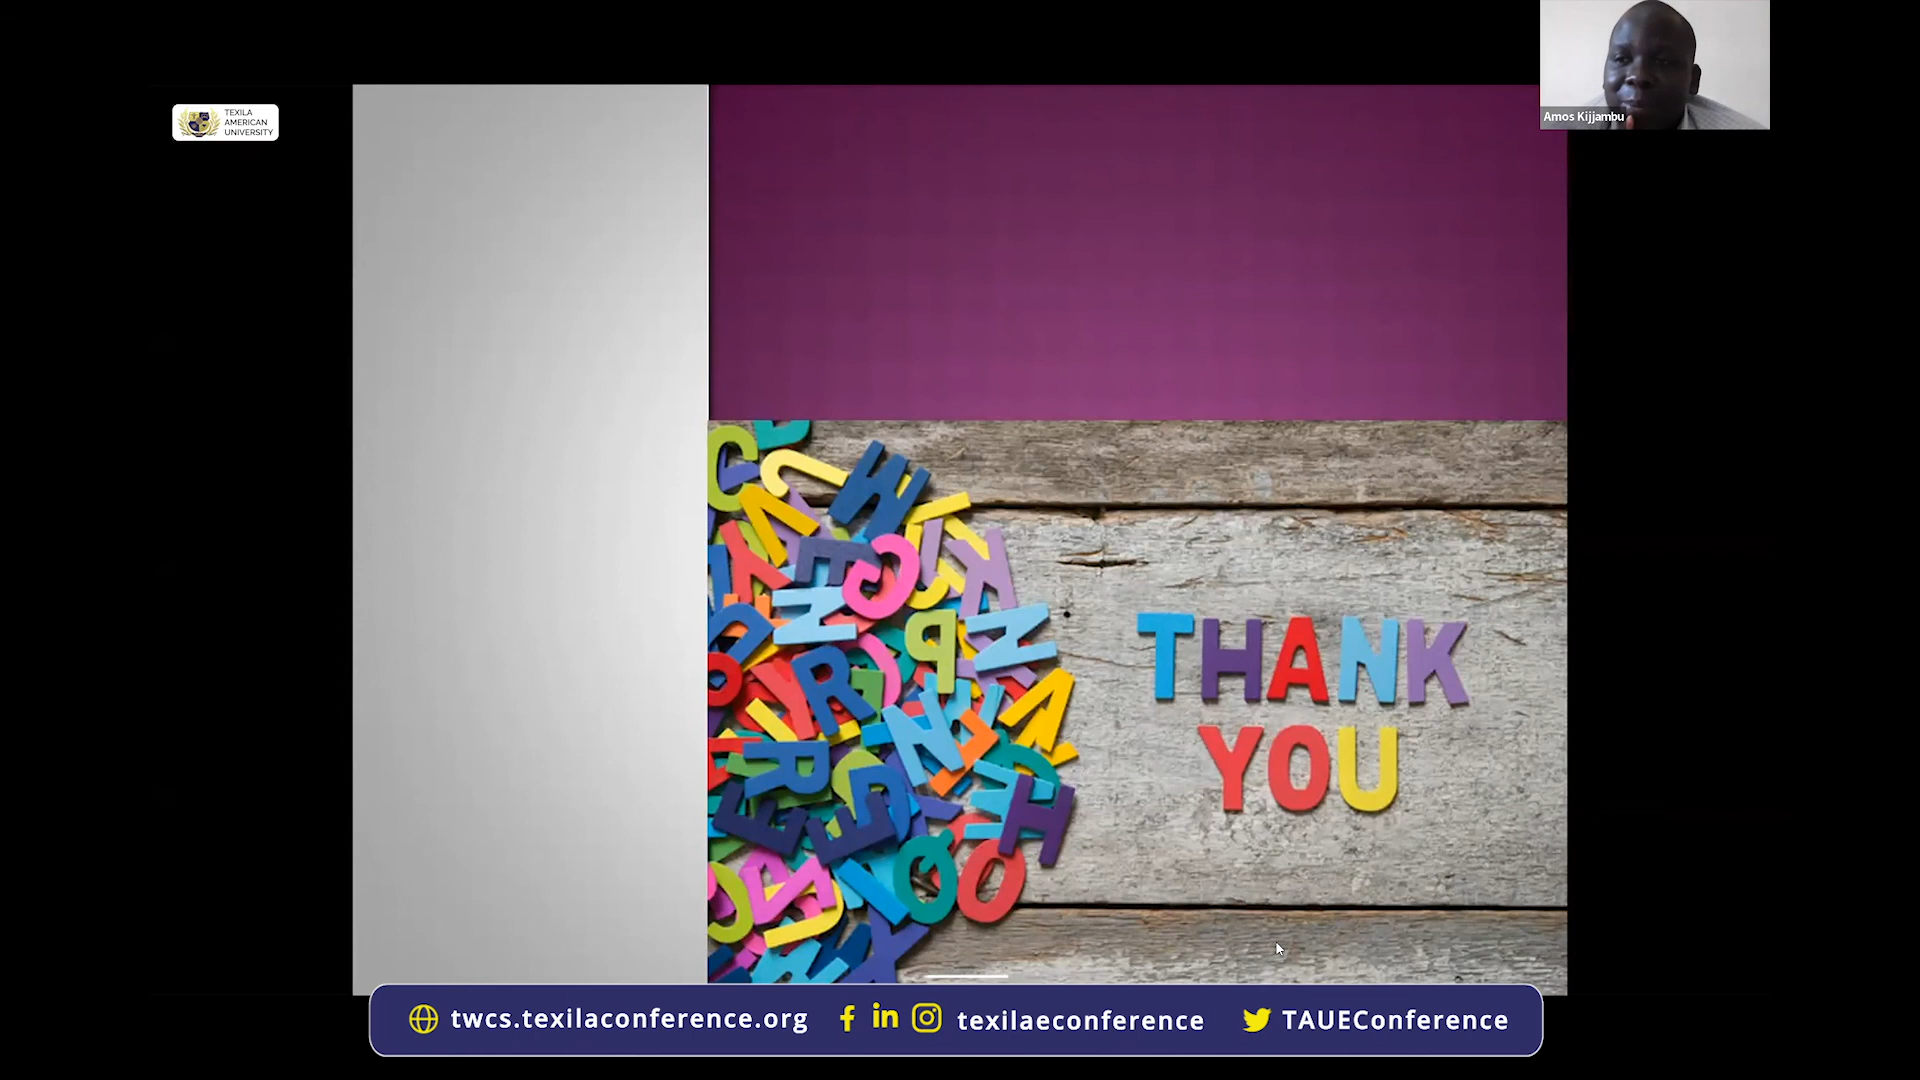 TEXILA
AMERICAN
UNIVERSITY
Amos Kijjambu
THANK
YOU
twcs.texilaconference.org
texilaeconference
TAUEConference